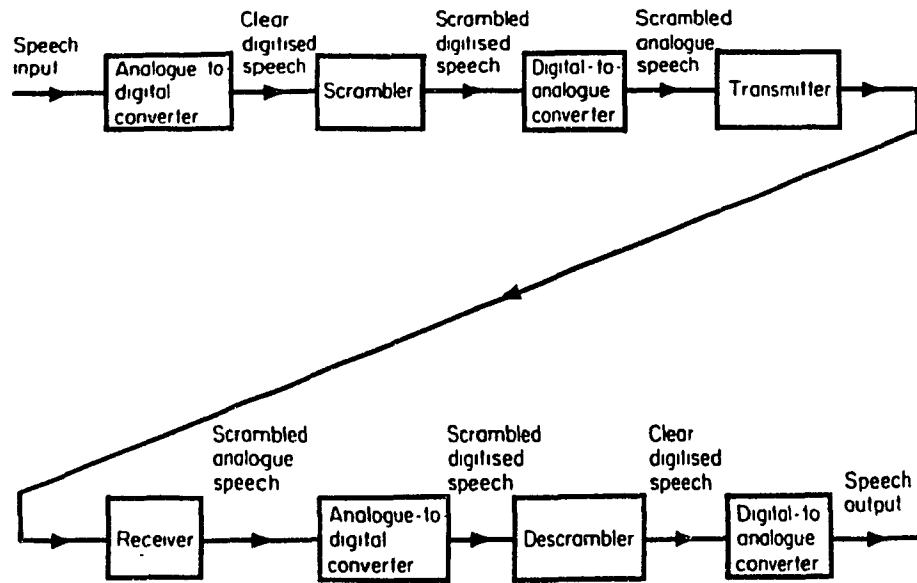 Speech
input
Analogue to
digital
converter
Clear
digitised
speech
Scrambler
Scrambled
digitised
speech
Digital-to-
analogue
converter
Scrambled
analogue
speech
Transmitter
Receiver
Scrambled
analogue
speech
Analogue-to-
digital
converter
Scrambled
digitised
speech
Descrambler
Clear
digitised
speech
Digital-to
analogue
converter
Speech
output